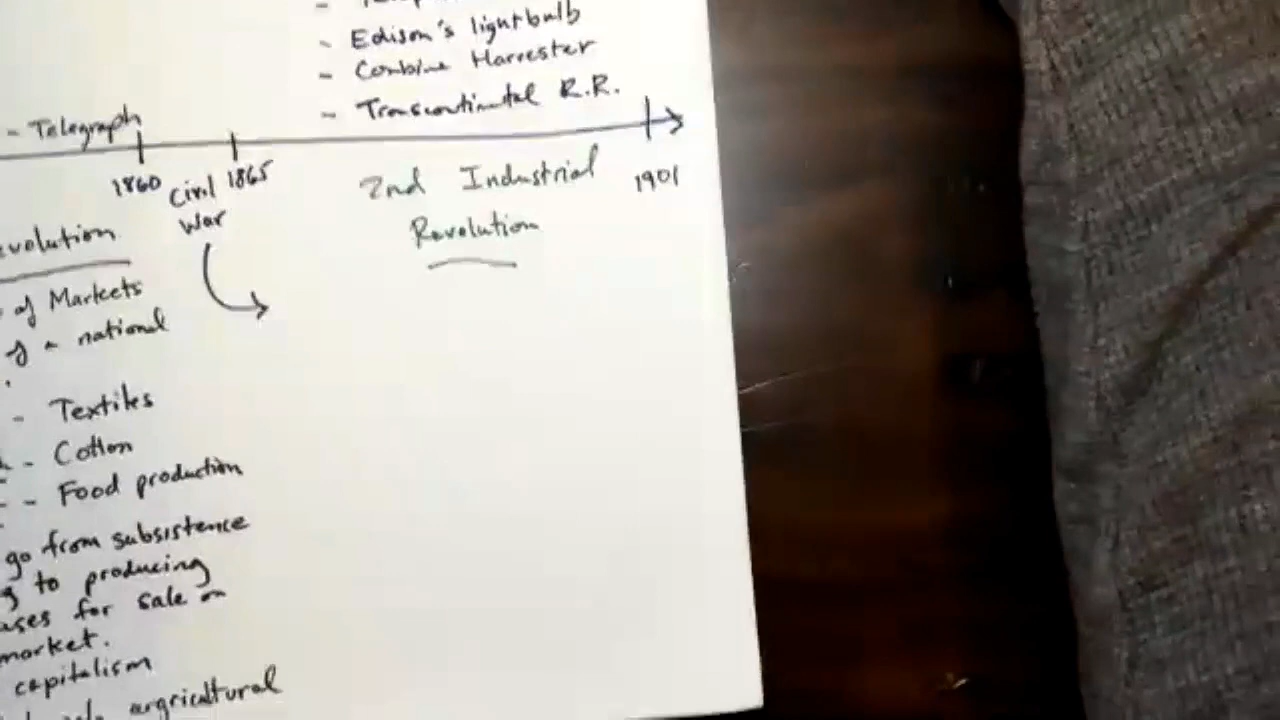 - Edison's lightbulb
- Combine Harvester
- Transcontinental R.R.
- Telegraph
1860 Civil War 1865
2nd Industrial Revolution
1901
evolution
of Markets
of a national
- Textiles
- Cotton
- Food production
go from subsistence
to producing
for sale on
market.
capitalism
argricultural